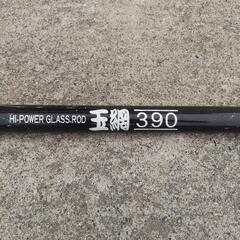 HI-POWER GLASS.ROD 玉網 390